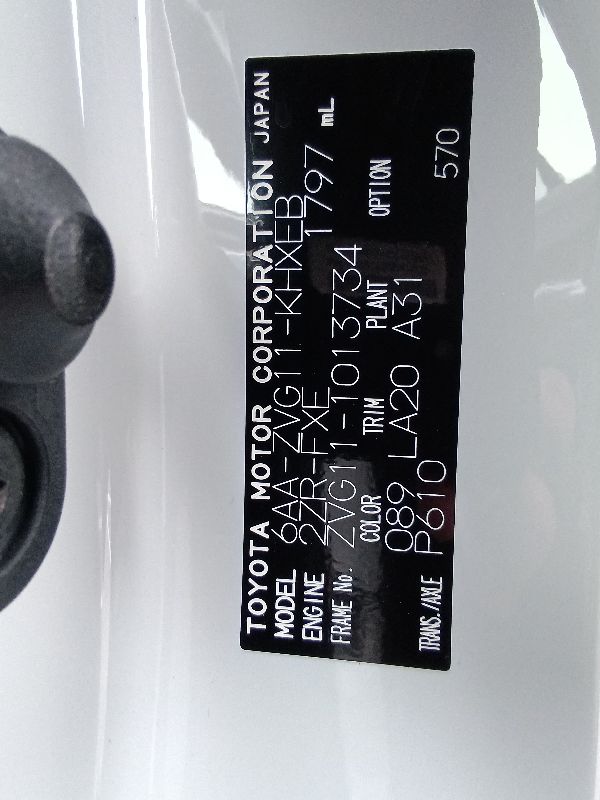 TOYOTA MOTOR CORPORATION JAPAN
MODEL 6AA-ZVG11-KHXEB
ENGINE 2ZR-FXE 1797 mL
FRAME No. ZVG11-1013734
COLOR TRIM PLANT OPTION
089 LA20 A31
TRANS./AXLE P610 570